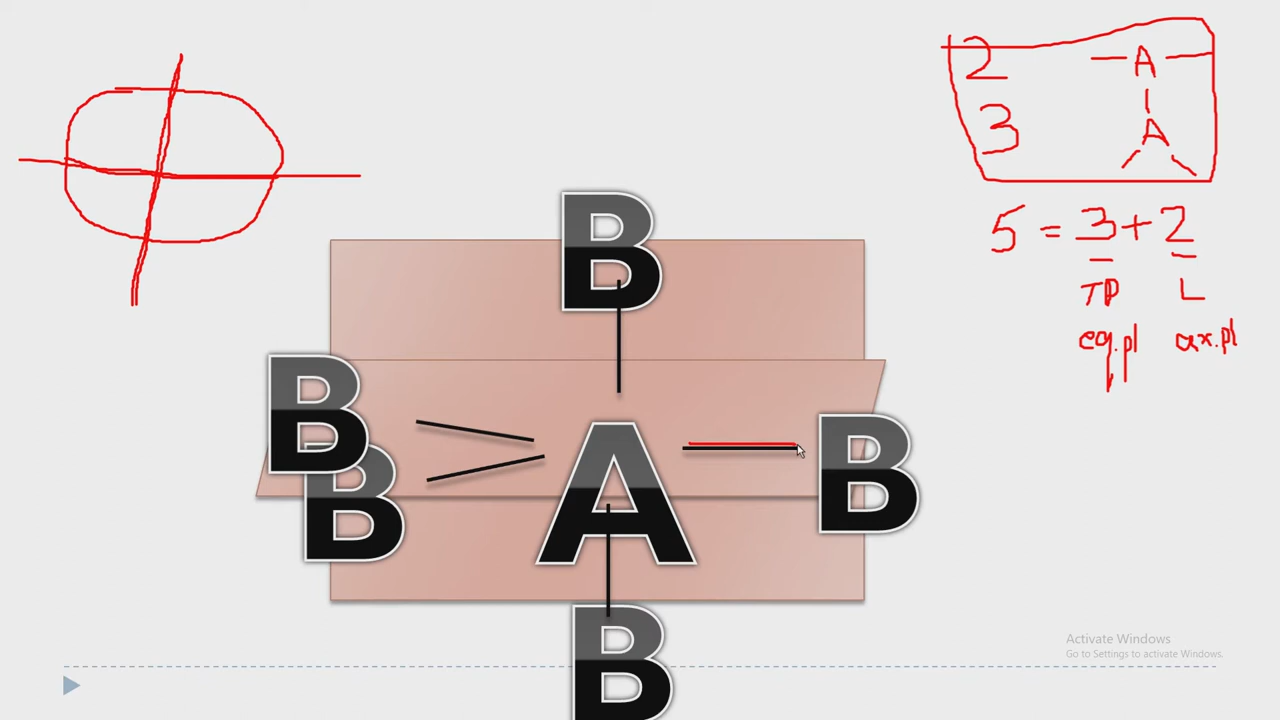 2 — A —
3 A
5 = 3 + 2
TP L
eq.pl ax.pl
B
B
B
A
B
B
Activate Windows
Go to Settings to activate Windows.